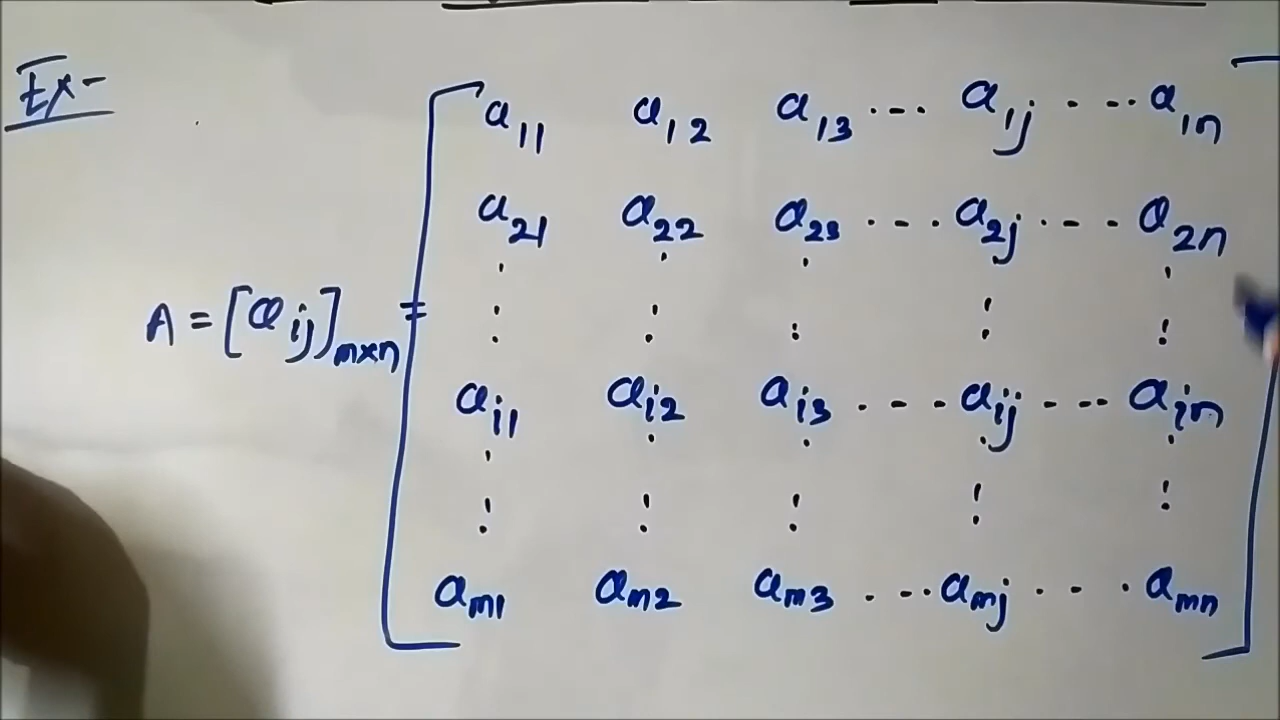 Ex-
a11 a12 a13 ... a1j ... a1n
a21 a22 a23 ... a2j ... a2n
A = [aij]m×n =
ai1 ai2 ai3 ... aij ... ain
am1 am2 am3 ... amj ... amn